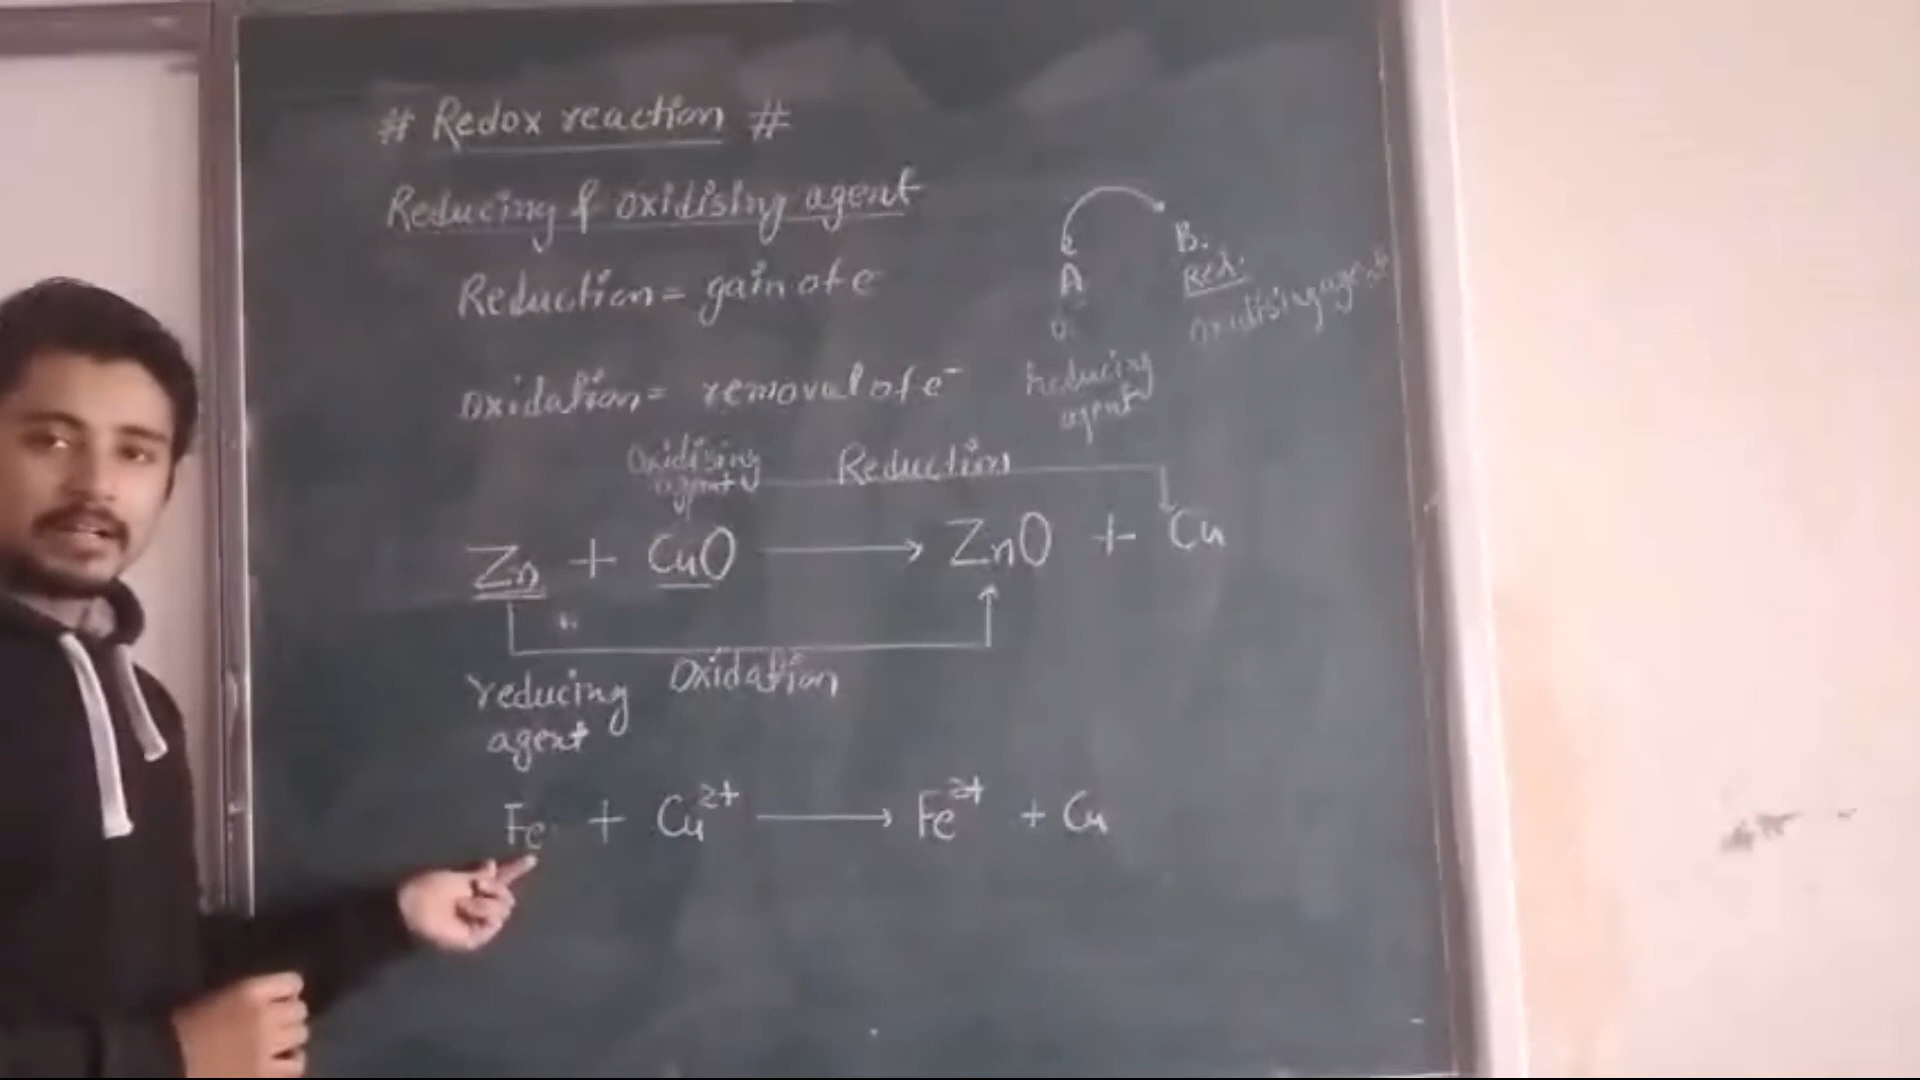 # Redox reaction #
Reducing & oxidising agent
Reduction = gain of e
oxidation = removal of e⁻
e
A
O
reducing
agent
B.
Red.
oxidising agent
Oxidising
agent
Reduction
Zn + CuO ⟶ ZnO + Cu
Oxidation
reducing
agent
Fe + Cu²⁺ ⟶ Fe²⁺ + Cu